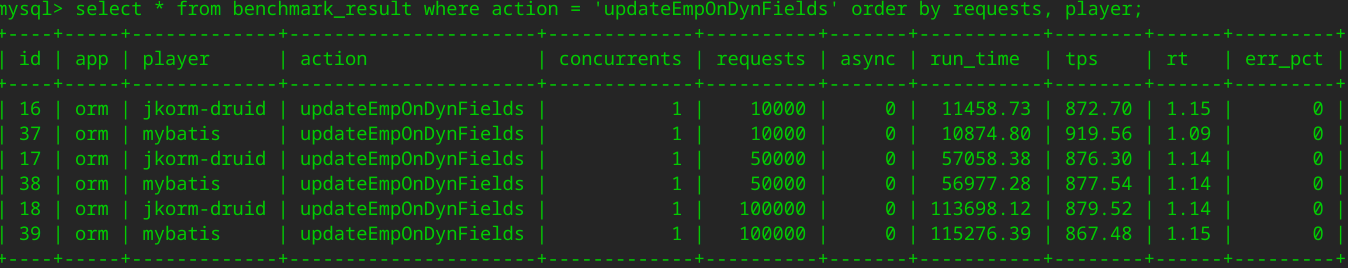 mysql> select * from benchmark_result where action = 'updateEmpOnDynFields' order by requests, player;
+----+-----+-------------+----------------------+-------------+----------+-------+-----------+--------+------+---------+
| id | app | player      | action               | concurrents | requests | async | run_time  | tps    | rt   | err_pct |
+----+-----+-------------+----------------------+-------------+----------+-------+-----------+--------+------+---------+
| 16 | orm | jkorm-druid | updateEmpOnDynFields |           1 |    10000 |     0 |  11458.73 | 872.70 | 1.15 |       0 |
| 37 | orm | mybatis     | updateEmpOnDynFields |           1 |    10000 |     0 |  10874.80 | 919.56 | 1.09 |       0 |
| 17 | orm | jkorm-druid | updateEmpOnDynFields |           1 |    50000 |     0 |  57058.38 | 876.30 | 1.14 |       0 |
| 38 | orm | mybatis     | updateEmpOnDynFields |           1 |    50000 |     0 |  56977.28 | 877.54 | 1.14 |       0 |
| 18 | orm | jkorm-druid | updateEmpOnDynFields |           1 |   100000 |     0 | 113698.12 | 879.52 | 1.14 |       0 |
| 39 | orm | mybatis     | updateEmpOnDynFields |           1 |   100000 |     0 | 115276.39 | 867.48 | 1.15 |       0 |
+----+-----+-------------+----------------------+-------------+----------+-------+-----------+--------+------+---------+